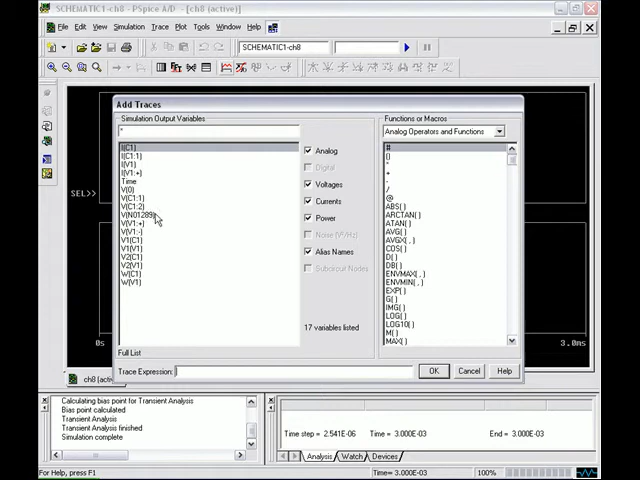 SCHEMATIC1-ch8 - PSpice A/D - [ch8 (active)]
File Edit View Simulation Trace Plot Tools Window Help
SCHEMATIC1-ch8
SEL>>
0s
3.0ms
Add Traces
Simulation Output Variables
*
I(C1)
I(C1:1)
I(V1)
I(V1:+)
Time
V(0)
V(C1:1)
V(C1:2)
V(N01289)
V(V1:+)
V(V1:-)
V1(C1)
V1(V1)
V2(C1)
V2(V1)
W(C1)
W(V1)
Full List
Analog
Digital
Voltages
Currents
Power
Noise (V²/Hz)
Alias Names
Subcircuit Nodes
17 variables listed
Functions or Macros
Analog Operators and Functions
#
()
*
+
-
/
@
ABS( )
ARCTAN( )
ATAN( )
AVG( )
AVGX( , )
COS( )
D( )
DB( )
ENVMAX( , )
ENVMIN( , )
EXP( )
G( )
IMG( )
LOG( )
LOG10( )
M( )
MAX( )
Trace Expression:
OK
Cancel
Help
ch8 (active)
Calculating bias point for Transient Analysis
Bias point calculated
Transient Analysis
Transient Analysis finished
Simulation complete
Time step = 2.541E-06 Time = 3.000E-03 End = 3.000E-03
Analysis Watch Devices
For Help, press F1
Time= 3.000E-03
100%